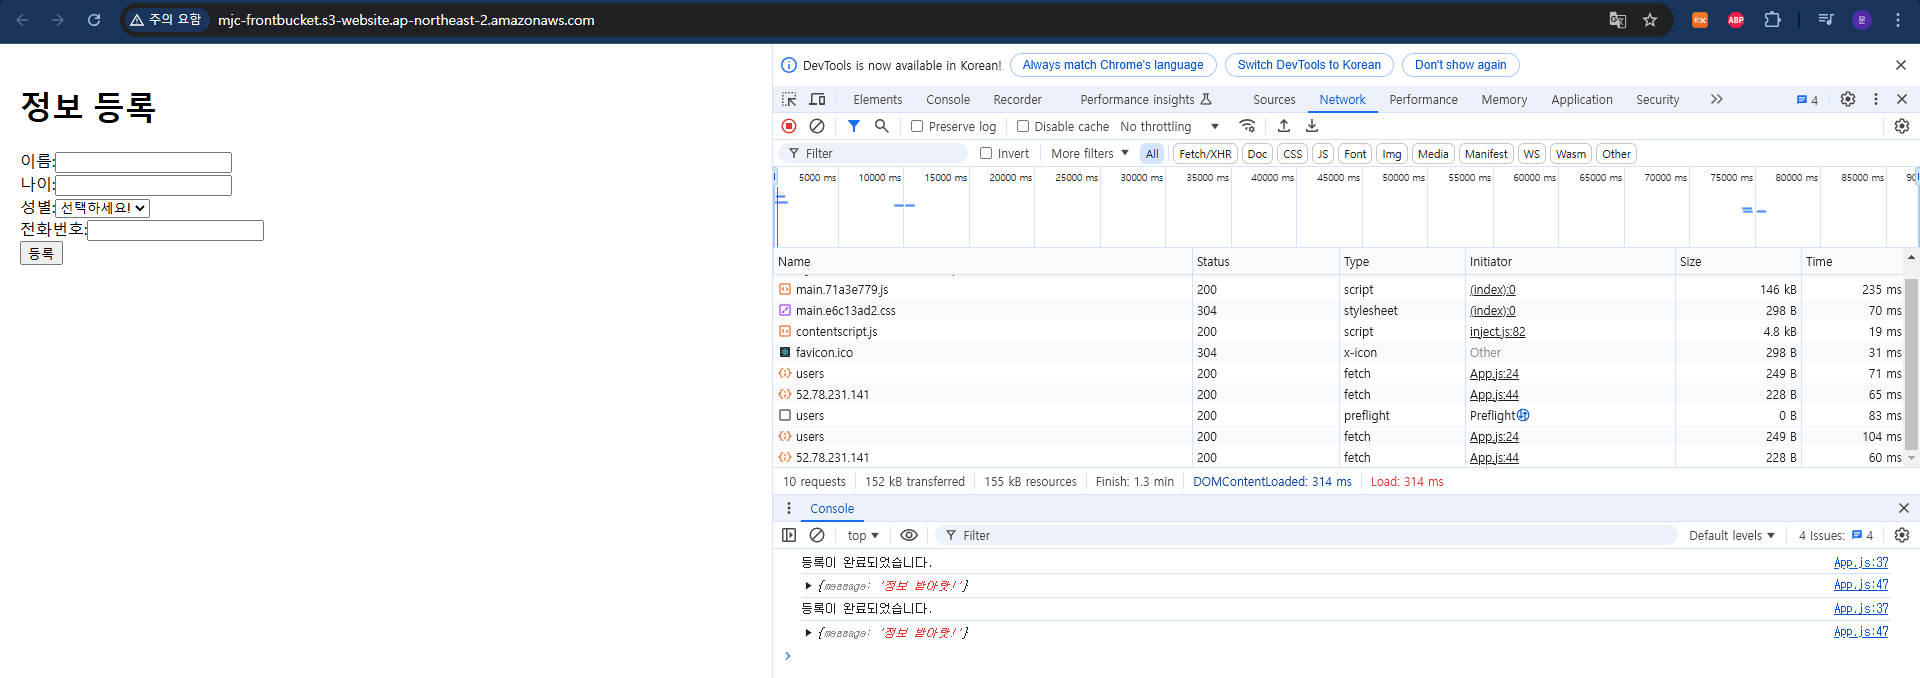 주의 요함 mjc-frontbucket.s3-website.ap-northeast-2.amazonaws.com
EX ABP 문
정보 등록
이름:
나이:
성별: 선택하세요!
전화번호:
등록
DevTools is now available in Korean! Always match Chrome's language Switch DevTools to Korean Don't show again
Elements Console Recorder Performance insights Sources Network Performance Memory Application Security 4
Preserve log Disable cache No throttling
Filter Invert More filters All Fetch/XHR Doc CSS JS Font Img Media Manifest WS Wasm Other
5000 ms 10000 ms 15000 ms 20000 ms 25000 ms 30000 ms 35000 ms 40000 ms 45000 ms 50000 ms 55000 ms 60000 ms 65000 ms 70000 ms 75000 ms 80000 ms 85000 ms
Name Status Type Initiator Size Time
main.71a3e779.js 200 script (index):0 146 kB 235 ms
main.e6c13ad2.css 304 stylesheet (index):0 298 B 70 ms
contentscript.js 200 script inject.js:82 4.8 kB 19 ms
favicon.ico 304 x-icon Other 298 B 31 ms
users 200 fetch App.js:24 249 B 71 ms
52.78.231.141 200 fetch App.js:44 228 B 65 ms
users 200 preflight Preflight 0 B 83 ms
users 200 fetch App.js:24 249 B 104 ms
52.78.231.141 200 fetch App.js:44 228 B 60 ms
10 requests 152 kB transferred 155 kB resources Finish: 1.3 min DOMContentLoaded: 314 ms Load: 314 ms
Console
top Filter Default levels 4 Issues: 4
등록이 완료되었습니다. App.js:37
{message: '정보 받아랏!'} App.js:47
등록이 완료되었습니다. App.js:37
{message: '정보 받아랏!'} App.js:47